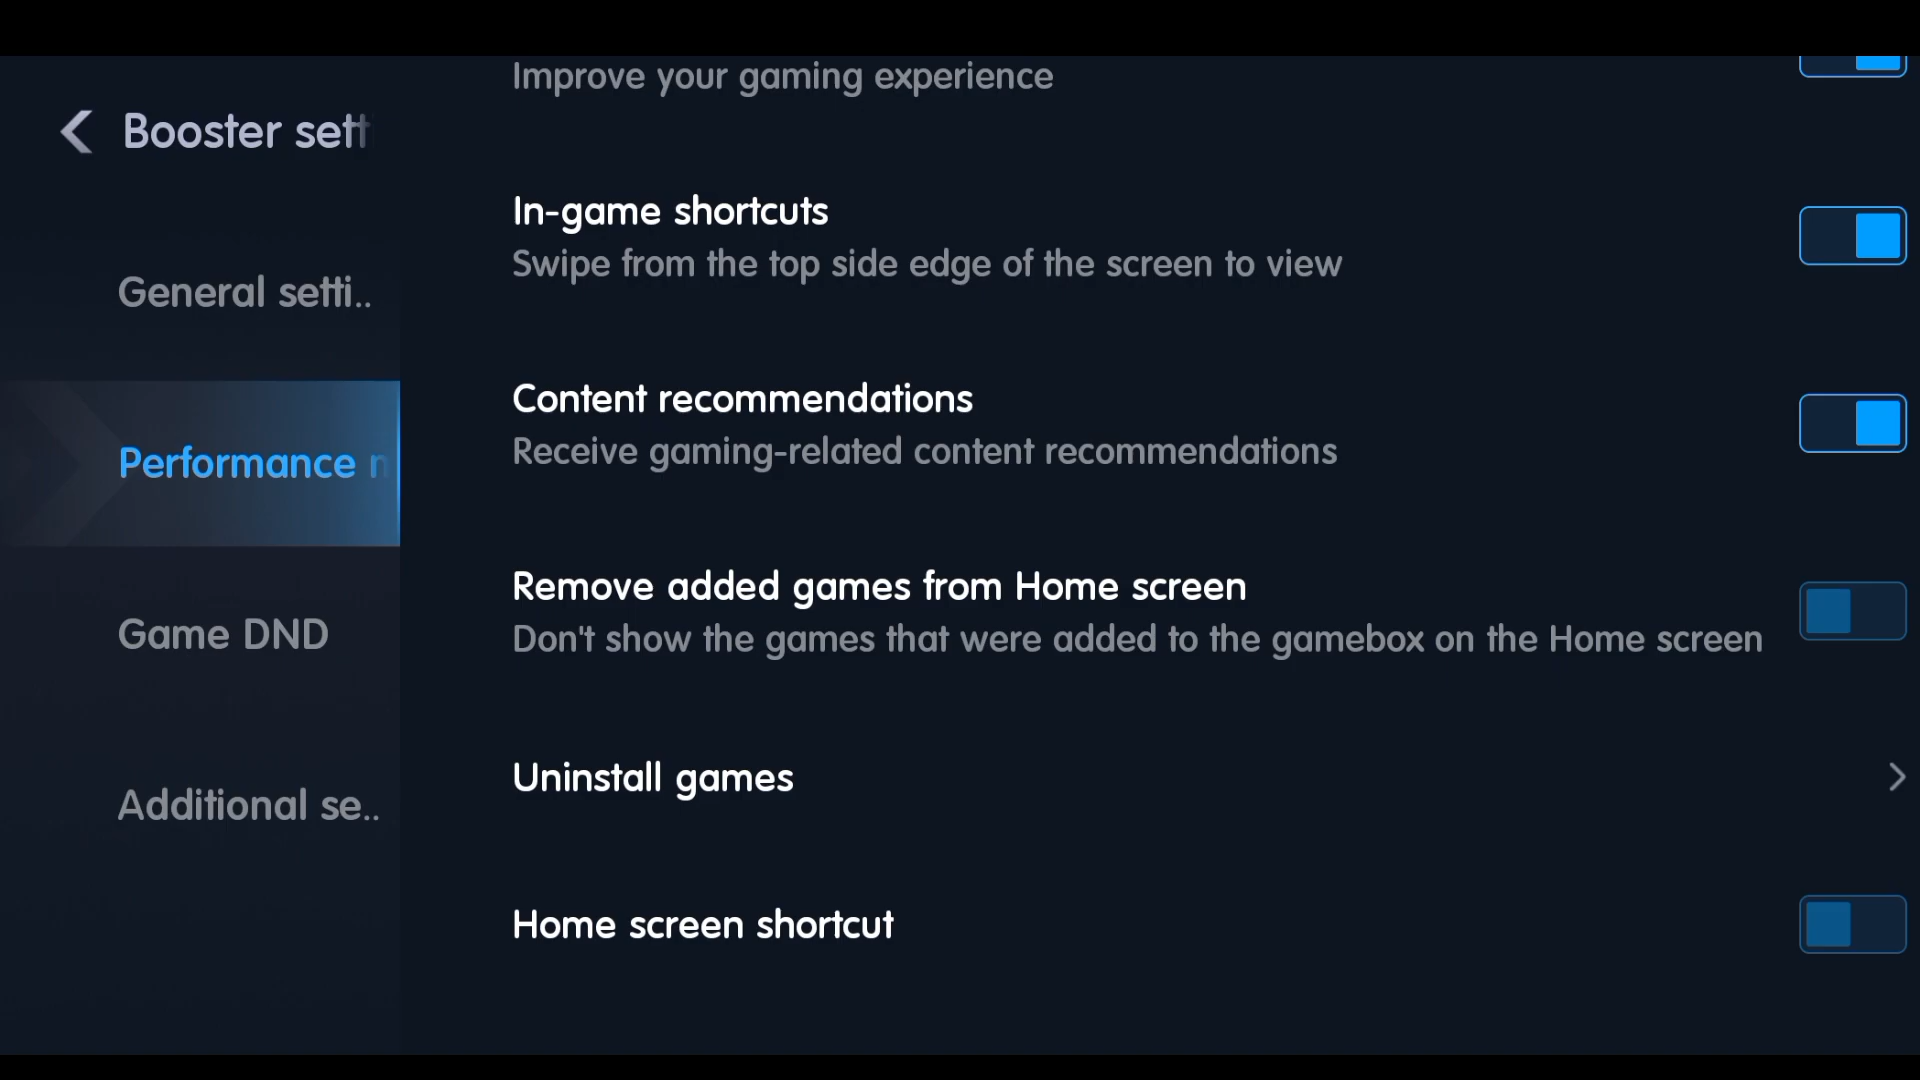 Improve your gaming experience
Booster sett
In-game shortcuts
Swipe from the top side edge of the screen to view
General setti..
Content recommendations
Receive gaming-related content recommendations
Performance
Remove added games from Home screen
Don't show the games that were added to the gamebox on the Home screen
Game DND
Uninstall games
Additional se..
Home screen shortcut